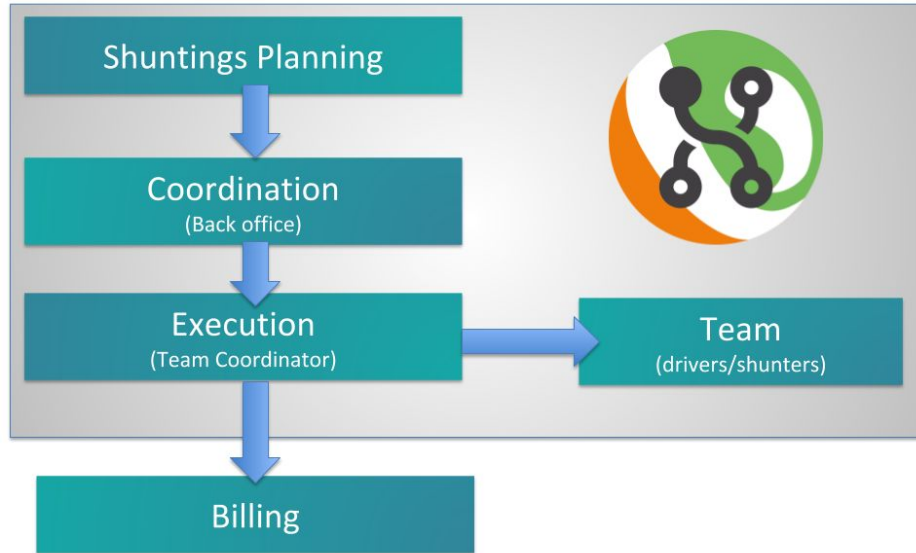 Shuntings Planning
Coordination
(Back office)
Execution
(Team Coordinator)
Team
(drivers/shunters)
Billing